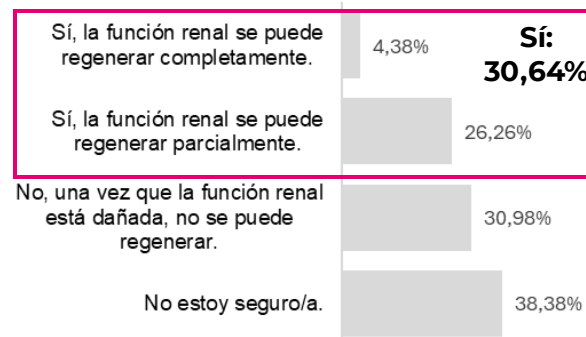 Sí, la función renal se puede
regenerar completamente.
4,38%
Sí:
30,64%
Sí, la función renal se puede
regenerar parcialmente.
26,26%
No, una vez que la función renal
está dañada, no se puede
regenerar.
30,98%
No estoy seguro/a.
38,38%